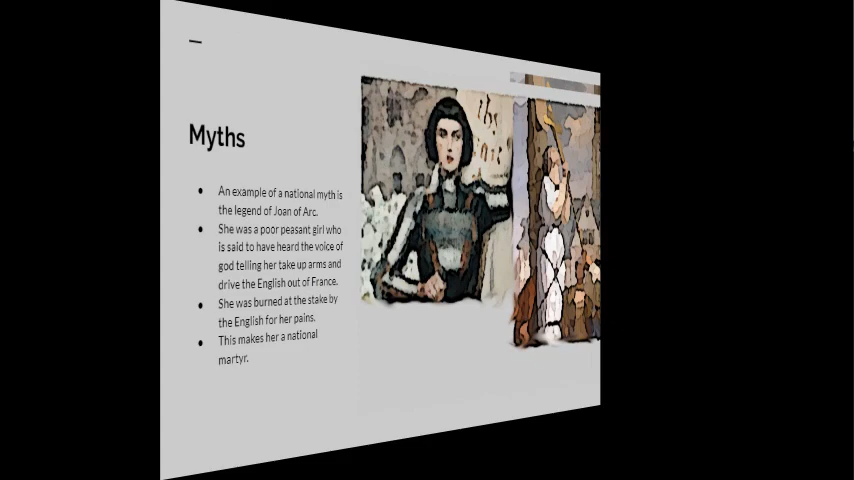 Myths
An example of a national myth is
the legend of Joan of Arc.
She was a poor peasant girl who
is said to have heard the voice of
god telling her take up arms and
drive the English out of France.
She was burned at the stake by
the English for her pains.
This makes her a national
martyr.